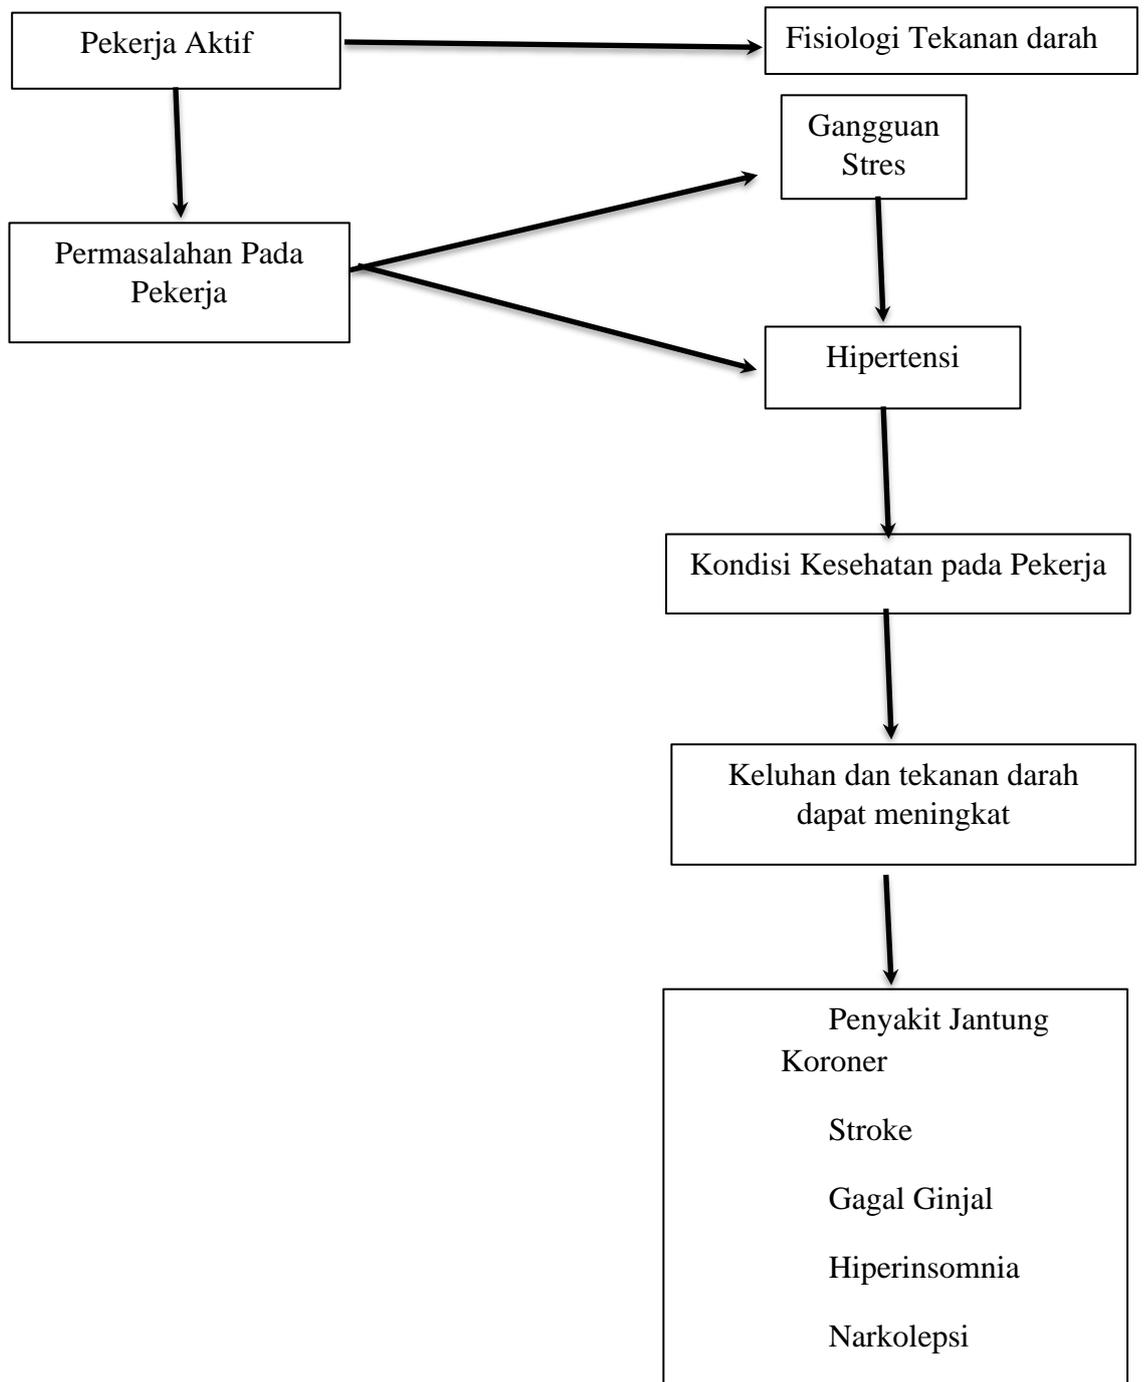 Pekerja Aktif
Fisiologi Tekanan darah
Gangguan
Stres
Permasalahan Pada
Pekerja
Hipertensi
Kondisi Kesehatan pada Pekerja
Keluhan dan tekanan darah
dapat meningkat
Penyakit Jantung
Koroner
Stroke
Gagal Ginjal
Hiperinsomnia
Narkolepsi